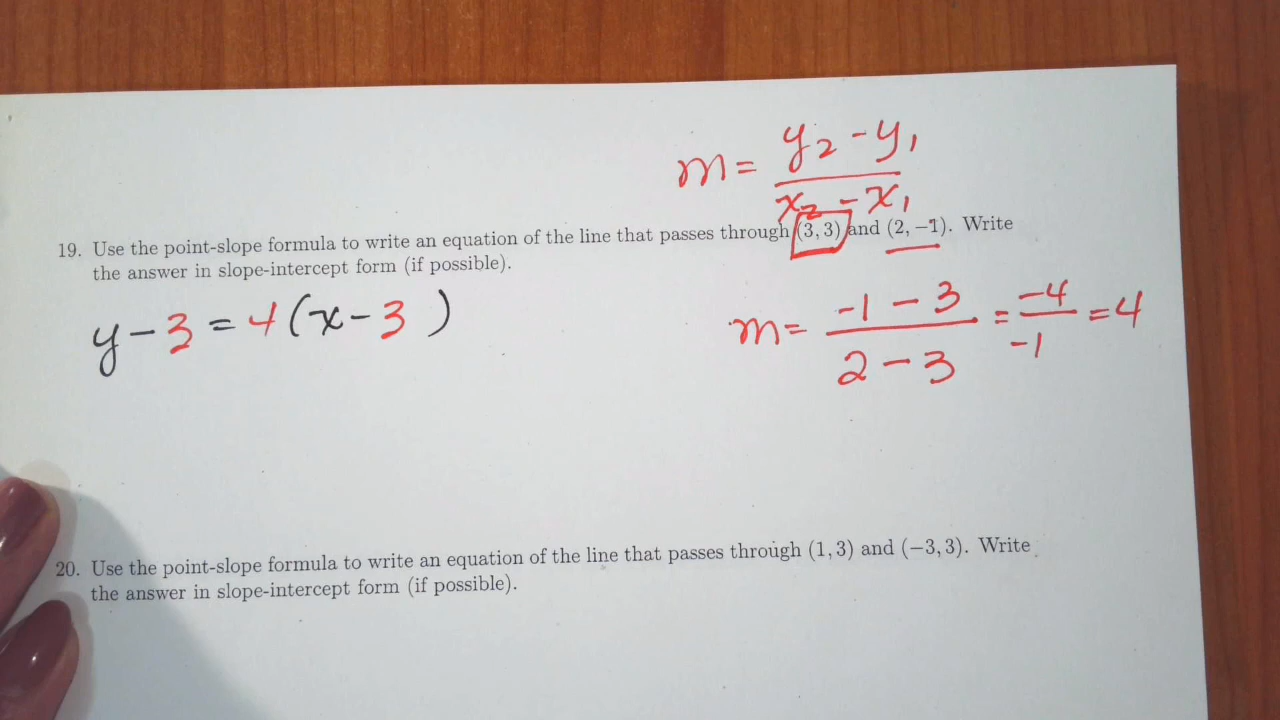 m = y₂ - y₁ / x₂ - x₁
19. Use the point-slope formula to write an equation of the line that passes through (3, 3) and (2, −1). Write
the answer in slope-intercept form (if possible).
y - 3 = 4(x - 3)
m = -1 - 3 / 2 - 3 = -4 / -1 = 4
20. Use the point-slope formula to write an equation of the line that passes through (1, 3) and (−3, 3). Write
the answer in slope-intercept form (if possible).